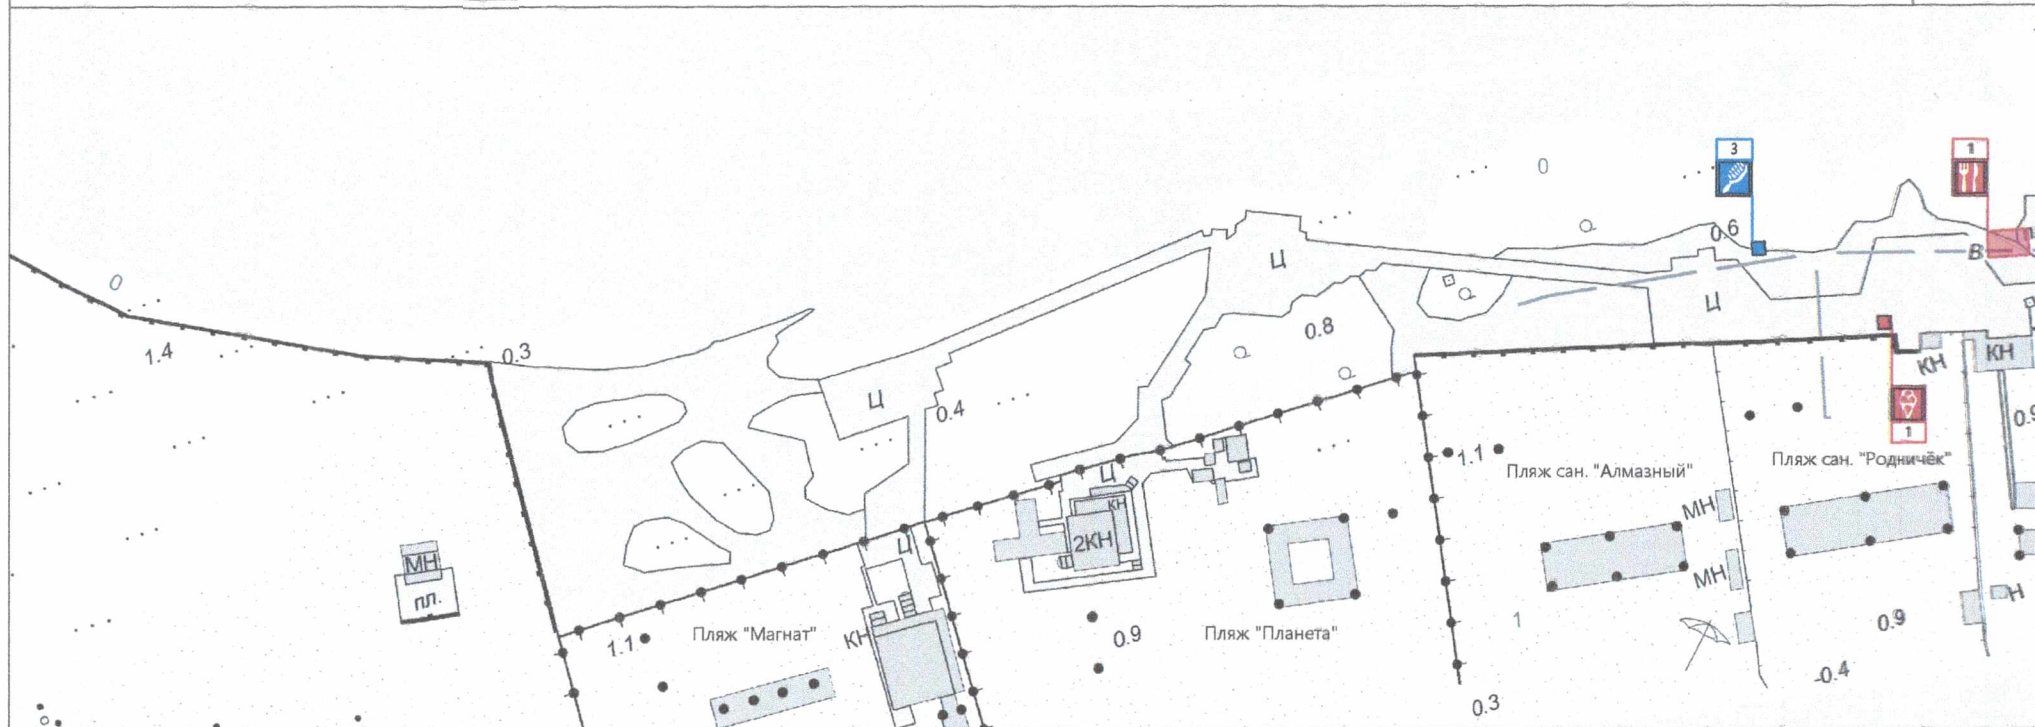 3
1
0
0.6
В
Ц
0
Ц
0.8
1.4
0.3
КН
КН
Ц
0.4
0.9
1
1.1
Пляж сан. "Алмазный"
Пляж сан. "Родничёк"
Ц
КН
МН
2КН
Ц
МН
МН
пл.
Н
1.1
Пляж "Магнат"
КН
0.9
Пляж "Планета"
1
0.9
-0.4
0.3